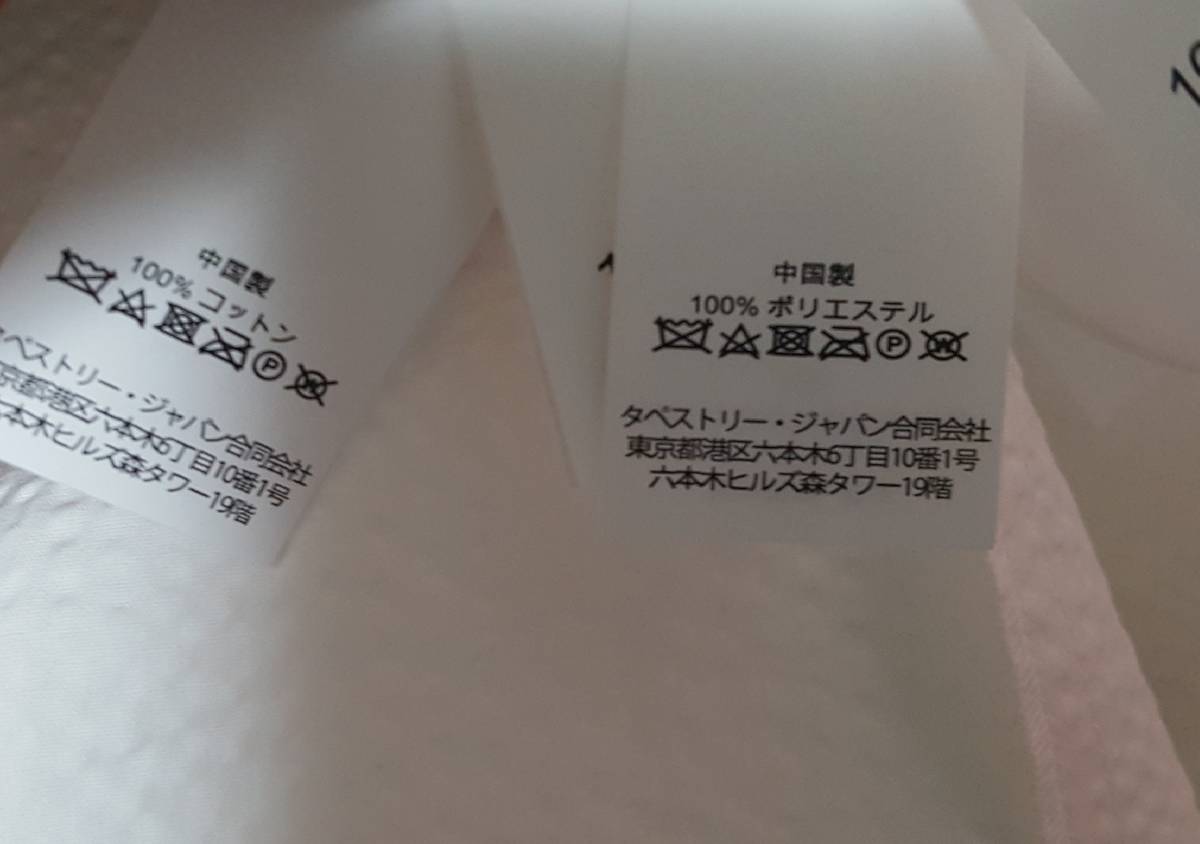 中国製
100% コットン
ペストリー・ジャパン合同会社
京都港区六本木6丁目10番1号
本木ヒルズ森タワー19階
中国製
100% ポリエステル
タペストリー・ジャパン合同会社
東京都港区六本木6丁目10番1号
六本木ヒルズ森タワー19階